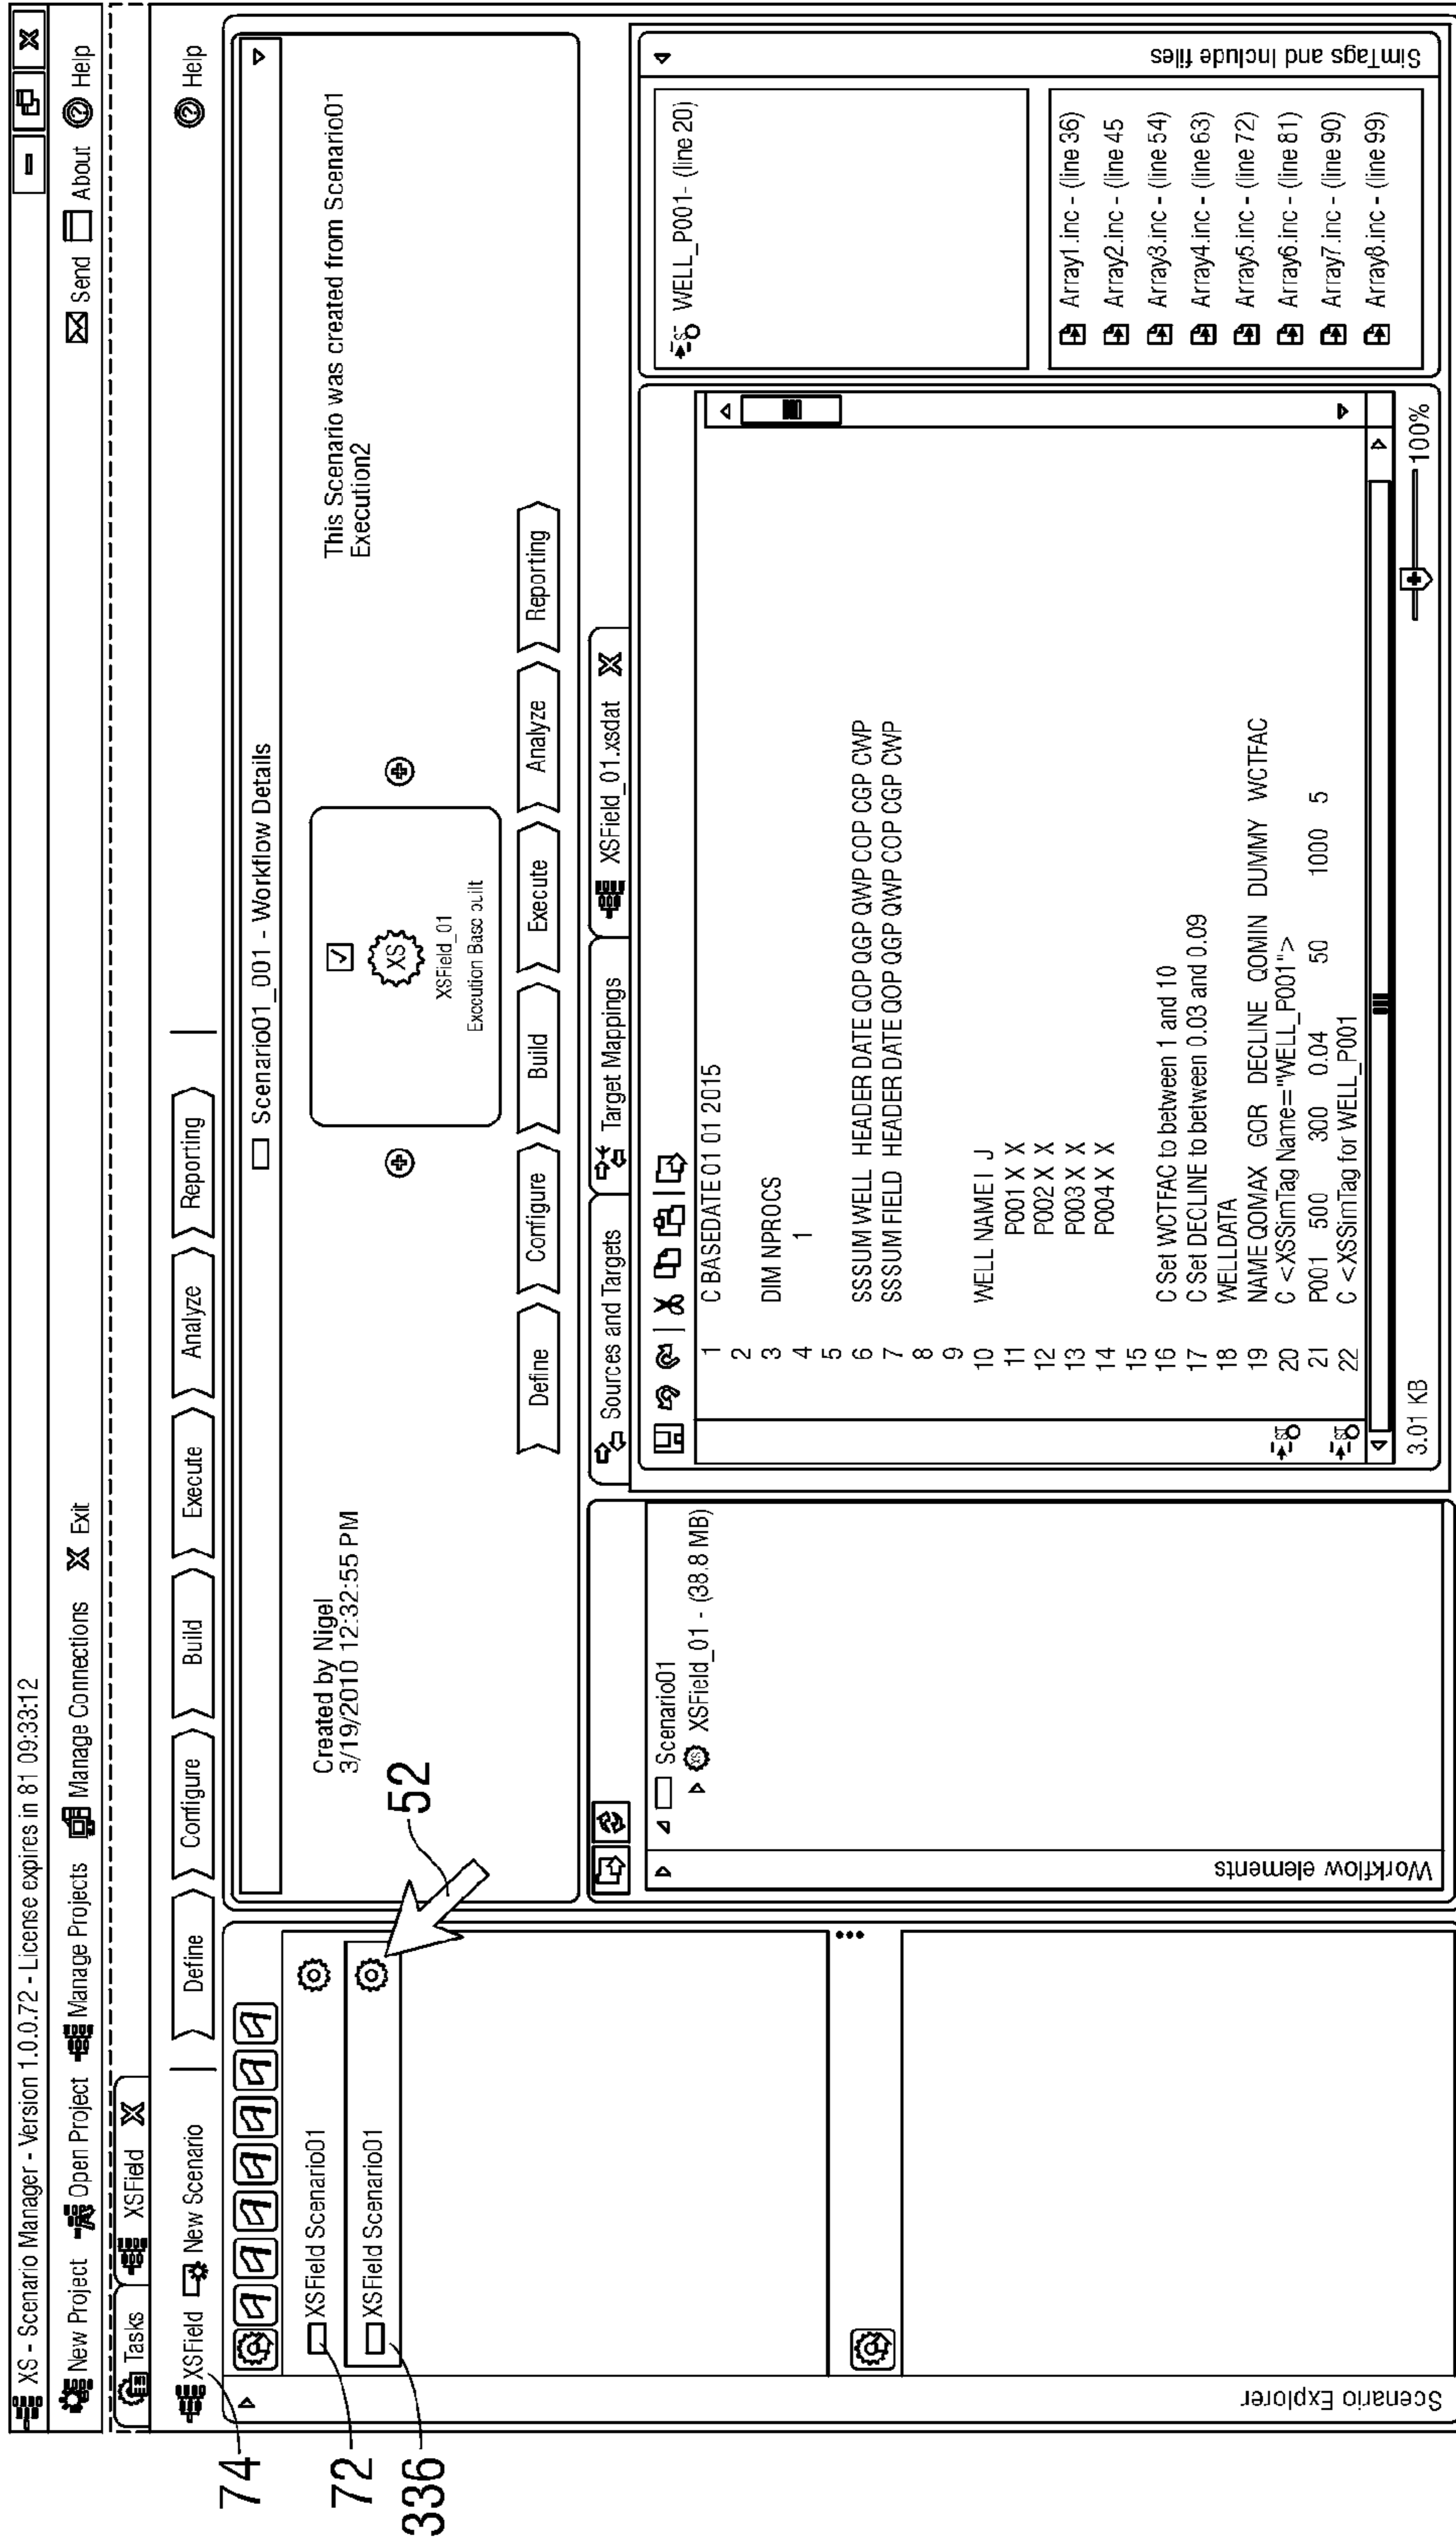 XS - Scenario Manager - Version 1.0.0.72 - License expires in 81 09:33:12
New Project Open Project Manage Projects Manage Connections X Exit Send About ? Help
Tasks XSField X
XSField New Scenario Define Configure Build Execute Analyze Reporting ? Help
74
72
336
52
Scenario Explorer
XSField Scenario01
XSField Scenario01
Scenario01_001 - Workflow Details
Created by Nigel
3/19/2010 12:32:55 PM
XS
XSField_01
Execution Base built
This Scenario was created from Scenario01
Execution2
Define Configure Build Execute Analyze Reporting
Workflow elements
Scenario01
XS XSField_01 - (38.8 MB)
Sources and Targets Target Mappings XSField_01.xsdat X
1 C BASEDATE 01 01 2015
2
3 DIM NPROCS
4 1
5
6 SSSUM WELL HEADER DATE QOP QGP QWP COP CGP CWP
7 SSSUM FIELD HEADER DATE QOP QGP QWP COP CGP CWP
8
9
10 WELL NAME I J
11 P001 X X
12 P002 X X
13 P003 X X
14 P004 X X
15
16 C Set WCTFAC to between 1 and 10
17 C Set DECLINE to between 0.03 and 0.09
18 WELLDATA
19 NAME QOMAX GOR DECLINE QOMIN DUMMY WCTFAC
ST 20 C <XSSimTag Name="WELL_P001">
21 P001 500 300 0.04 50 1000 5
ST 22 C <XSSimTag for WELL_P001
3.01 KB 100%
ST WELL_P001- (line 20)
Array1.inc - (line 36)
Array2.inc - (line 45
Array3.inc - (line 54)
Array4.inc - (line 63)
Array5.inc - (line 72)
Array6.inc - (line 81)
Array7.inc - (line 90)
Array8.inc - (line 99)
SimTags and Include files